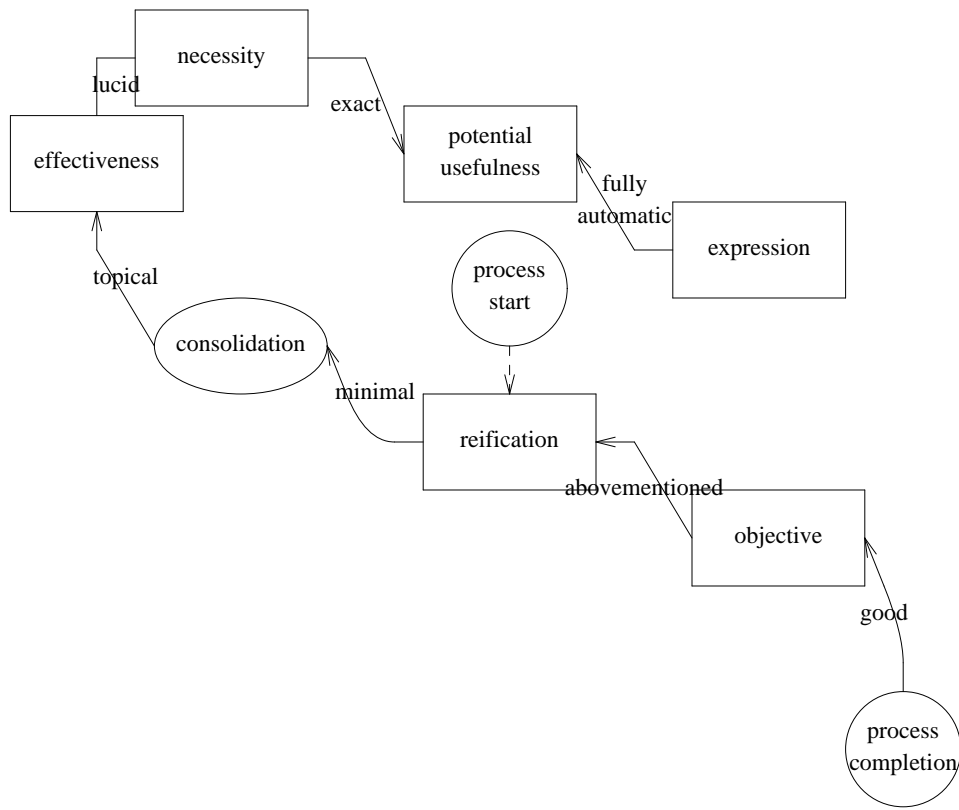 necessity
lucid
exact
potential
usefulness
effectiveness
fully
automatic
expression
process
start
topical
consolidation
minimal
reification
abovementioned
objective
good
process
completion